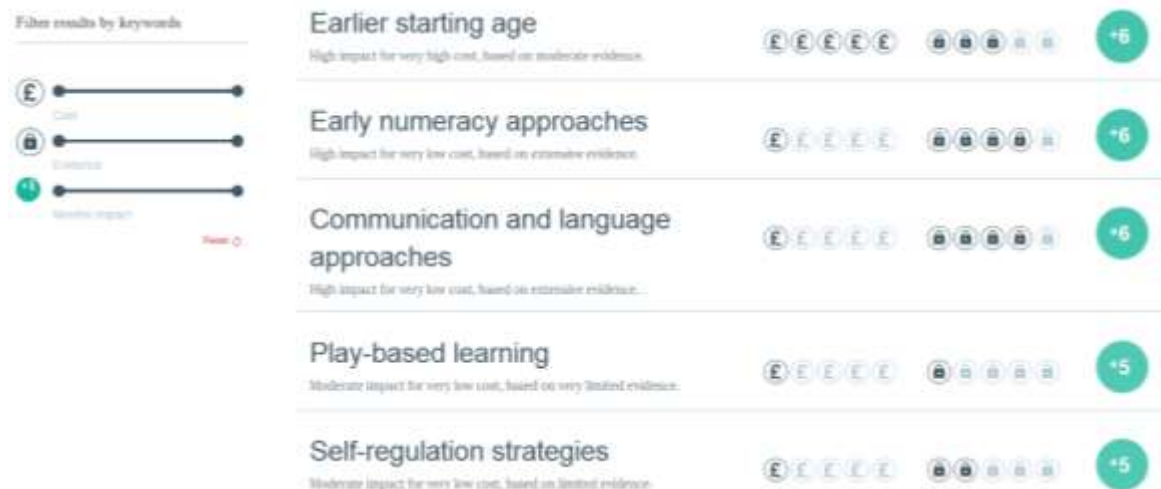 Filter results by keywords
Cost
Evidence
+4
Months impact
Reset
Earlier starting age
High impact for very high cost, based on moderate evidence.
£ £ £ £ £
+6
Early numeracy approaches
High impact for very low cost, based on extensive evidence.
£ £ £ £ £
+6
Communication and language
approaches
High impact for very low cost, based on extensive evidence.
£ £ £ £ £
+6
Play-based learning
Moderate impact for very low cost, based on very limited evidence.
£ £ £ £ £
+5
Self-regulation strategies
Moderate impact for very low cost, based on limited evidence.
£ £ £ £ £
+5